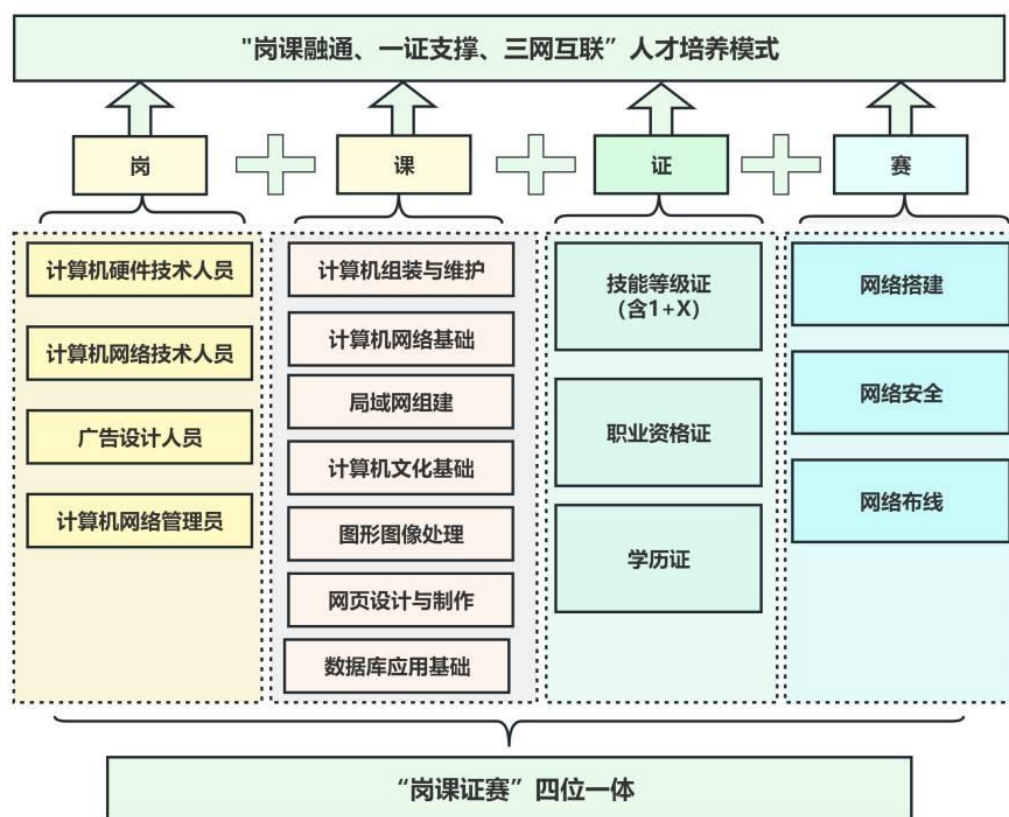 "岗课融通、一证支撑、三网互联”人才培养模式
岗
课
证
赛
计算机硬件技术人员
计算机网络技术人员
广告设计人员
计算机网络管理员
计算机组装与维护
计算机网络基础
局域网组建
计算机文化基础
图形图像处理
网页设计与制作
数据库应用基础
技能等级证
(含1+X)
职业资格证
学历证
网络搭建
网络安全
网络布线
“岗课证赛”四位一体